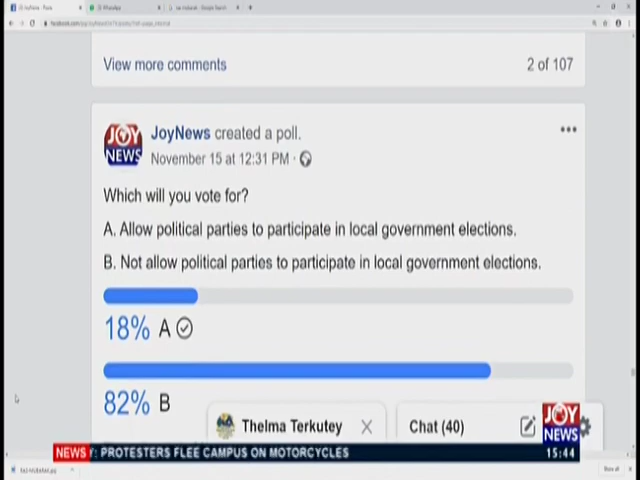 View more comments
2 of 107
JOY
NEWS
JoyNews created a poll.
November 15 at 12:31 PM ·
Which will you vote for?
A. Allow political parties to participate in local government elections.
B. Not allow political parties to participate in local government elections.
18% A
82% B
Thelma Terkutey
Chat (40)
JOY
NEWS
NEWS
Y: PROTESTERS FLEE CAMPUS ON MOTORCYCLES
15:44
Show all